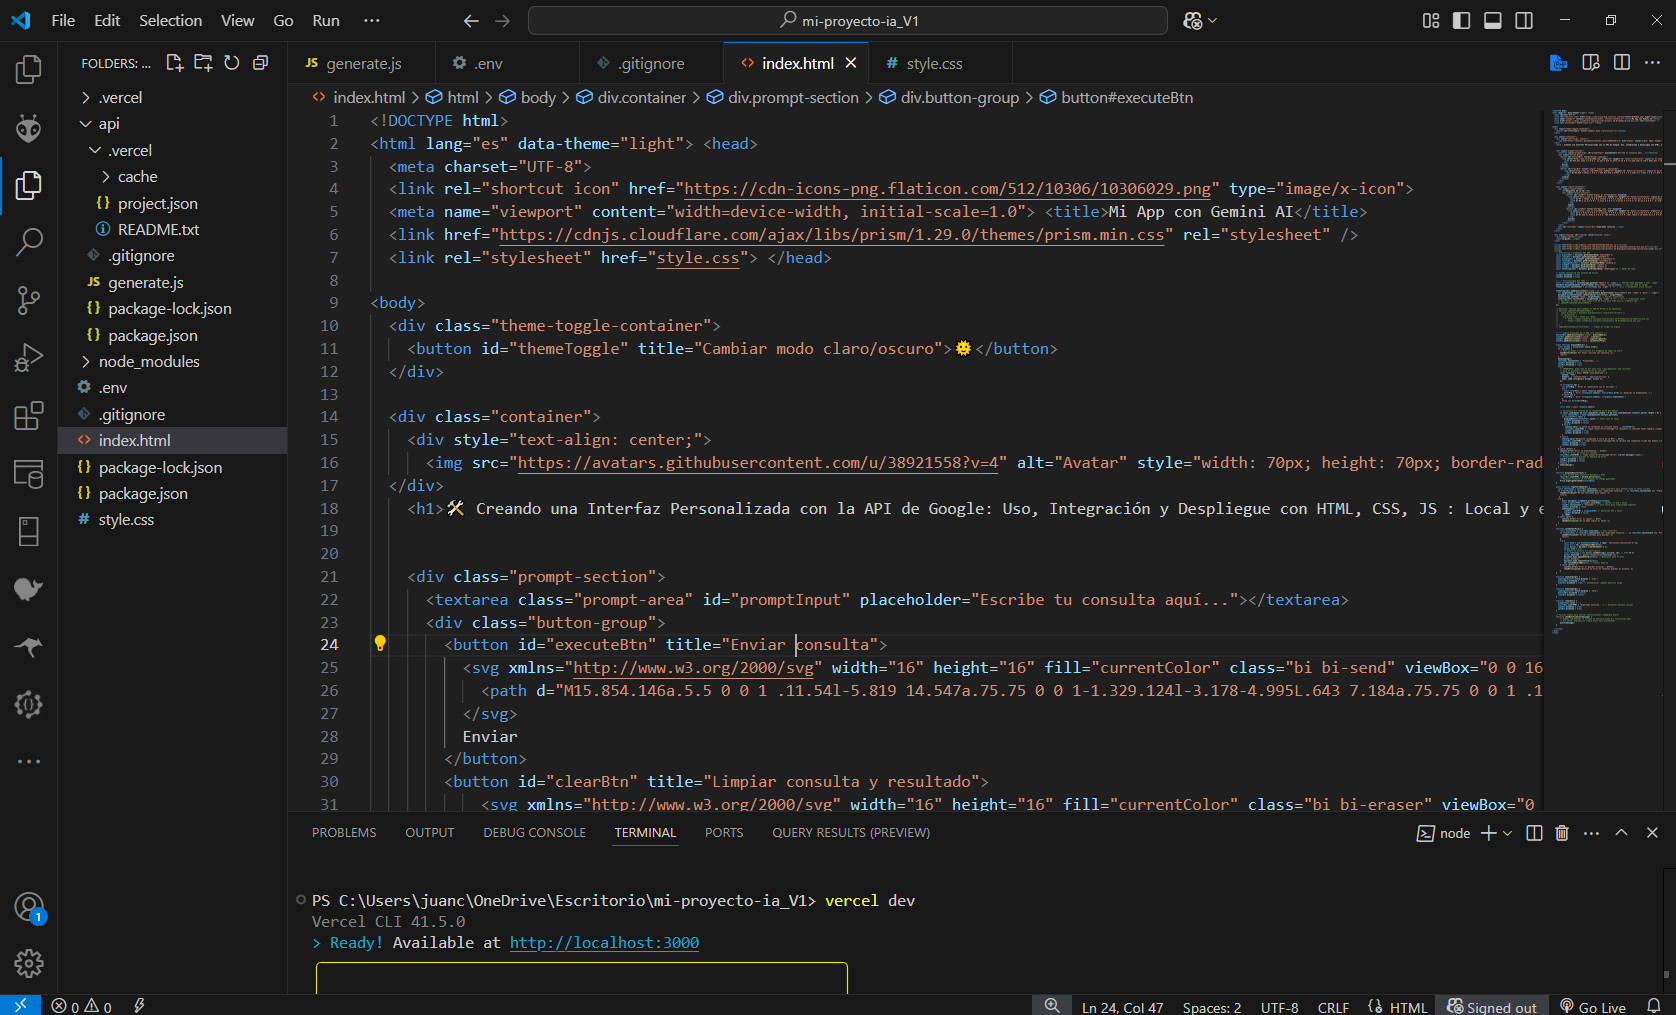 File Edit Selection View Go Run ···
mi-proyecto-ia_V1
FOLDERS: ...
JS generate.js
.env
.gitignore
<> index.html
# style.css
<> index.html > html > body > div.container > div.prompt-section > div.button-group > button#executeBtn
> .vercel
api
.vercel
> cache
{} project.json
README.txt
.gitignore
JS generate.js
{} package-lock.json
{} package.json
> node_modules
.env
.gitignore
<> index.html
{} package-lock.json
{} package.json
# style.css
1 <!DOCTYPE html>
2 <html lang="es" data-theme="light"> <head>
3 <meta charset="UTF-8">
4 <link rel="shortcut icon" href="https://cdn-icons-png.flaticon.com/512/10306/10306029.png" type="image/x-icon">
5 <meta name="viewport" content="width=device-width, initial-scale=1.0"> <title>Mi App con Gemini AI</title>
6 <link href="https://cdnjs.cloudflare.com/ajax/libs/prism/1.29.0/themes/prism.min.css" rel="stylesheet" />
7 <link rel="stylesheet" href="style.css"> </head>
8
9 <body>
10 <div class="theme-toggle-container">
11 <button id="themeToggle" title="Cambiar modo claro/oscuro">🌞</button>
12 </div>
13
14 <div class="container">
15 <div style="text-align: center;">
16 <img src="https://avatars.githubusercontent.com/u/38921558?v=4" alt="Avatar" style="width: 70px; height: 70px; border-rad
17 </div>
18 <h1>🛠️ Creando una Interfaz Personalizada con la API de Google: Uso, Integración y Despliegue con HTML, CSS, JS : Local y e
19
20
21 <div class="prompt-section">
22 <textarea class="prompt-area" id="promptInput" placeholder="Escribe tu consulta aquí..."></textarea>
23 <div class="button-group">
24 <button id="executeBtn" title="Enviar consulta">
25 <svg xmlns="http://www.w3.org/2000/svg" width="16" height="16" fill="currentColor" class="bi bi-send" viewBox="0 0 16
26 <path d="M15.854.146a.5.5 0 0 1 .11.54l-5.819 14.547a.75.75 0 0 1-1.329.124l-3.178-4.995L.643 7.184a.75.75 0 0 1 .1
27 </svg>
28 Enviar
29 </button>
30 <button id="clearBtn" title="Limpiar consulta y resultado">
31 <svg xmlns="http://www.w3.org/2000/svg" width="16" height="16" fill="currentColor" class="bi bi-eraser" viewBox="0
PROBLEMS OUTPUT DEBUG CONSOLE TERMINAL PORTS QUERY RESULTS (PREVIEW)
node
PS C:\Users\juanc\OneDrive\Escritorio\mi-proyecto-ia_V1> vercel dev
Vercel CLI 41.5.0
> Ready! Available at http://localhost:3000
1
0 0
Ln 24, Col 47 Spaces: 2 UTF-8 CRLF {} HTML Signed out Go Live